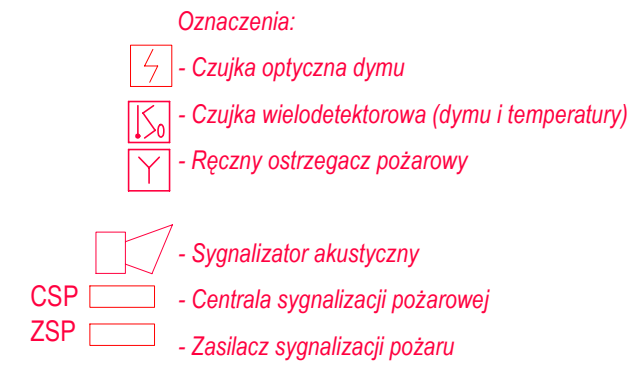 Oznaczenia:
- Czujka optyczna dymu
- Czujka wielodetektorowa (dymu i temperatury)
- Ręczny ostrzegacz pożarowy
- Sygnalizator akustyczny
CSP - Centrala sygnalizacji pożarowej
ZSP - Zasilacz sygnalizacji pożaru